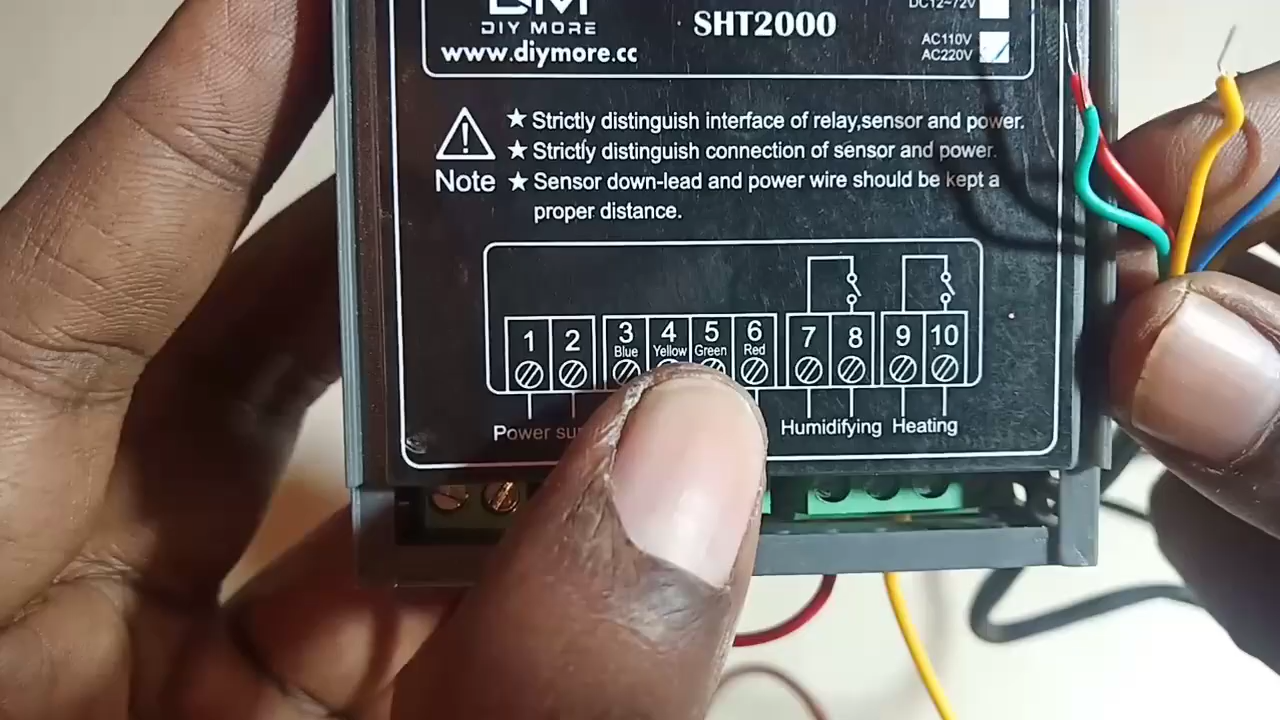 DM
DIY MORE
www.diymore.cc
SHT2000
DC12~72V
AC110V
AC220V
★ Strictly distinguish interface of relay,sensor and power.
★ Strictly distinguish connection of sensor and power.
Note ★ Sensor down-lead and power wire should be kept a
proper distance.
1 2 3 4 5 6 7 8 9 10
Blue Yellow Green Red
Power
Humidifying Heating